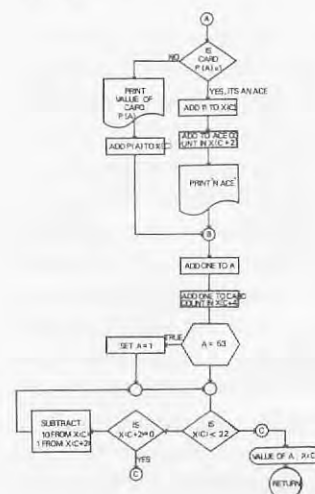 A
IS
CARD
P(A)=1
NO
YES, ITS AN ACE
PRINT
VALUE OF
CARD
P(A)
ADD 11 TO X(C)
ADD P(A) TO X(C)
ADD TO ACE CO
UNT IN X(C+2)
PRINT "N ACE"
B
ADD ONE TO A
ADD ONE TO CARD
COUNT IN X(C+4)
A = 53
TRUE
SET A = 1
SUBTRACT
10 FROM X(C)
1 FROM X(C+2)
IS
X(C+2)=0
IS
X(C) < 22
YES
C
C
VALUE OF A, X(C)
RETURN